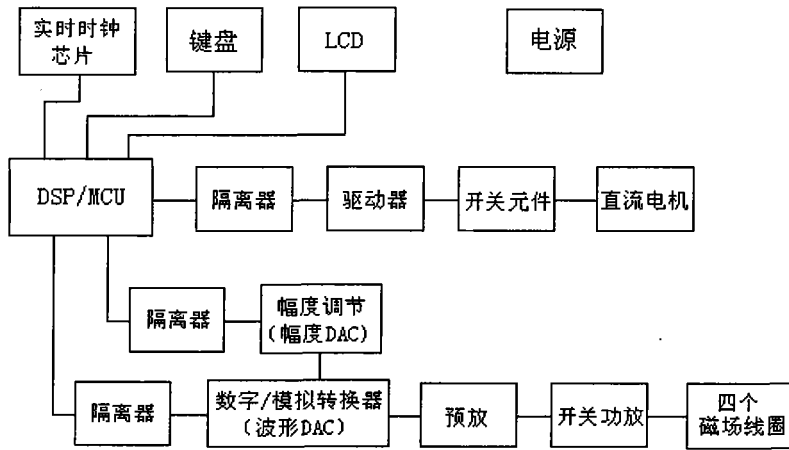 实时时钟
芯片
键盘
LCD
电源
DSP/MCU
隔离器
驱动器
开关元件
直流电机
隔离器
幅度调节
(幅度DAC)
隔离器
数字/模拟转换器
(波形DAC)
预放
开关功放
四个
磁场线圈